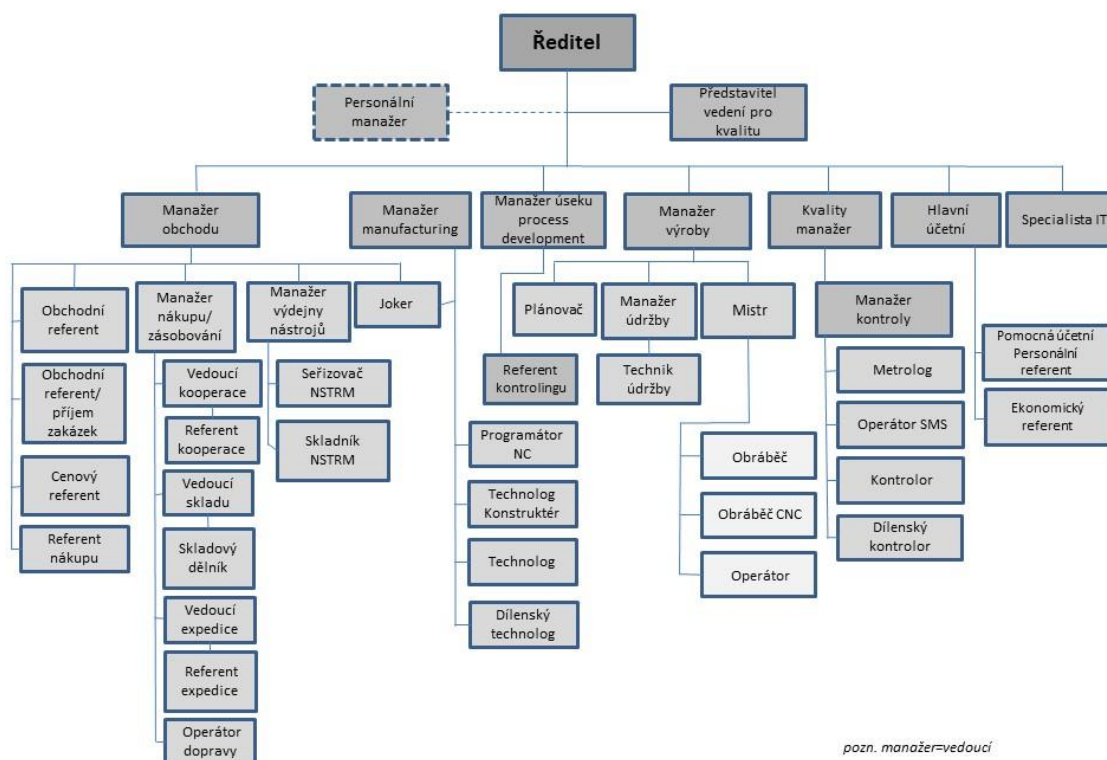 Ředitel
Personální
manažer
Představitel
vedení pro
kvalitu
Manažer
obchodu
Manažer
manufacturing
Manažer úseku
process
development
Manažer
výroby
Kvality
manažer
Hlavní
účetní
Specialista IT
Obchodní
referent
Obchodní
referent/
příjem
zakázek
Cenový
referent
Referent
nákupu
Manažer
nákupu/
zásobování
Vedoucí
kooperace
Referent
kooperace
Vedoucí
skladu
Skladový
dělník
Vedoucí
expedice
Referent
expedice
Operátor
dopravy
Manažer
výdejny
nástrojů
Seřizovač
NSTRM
Skladník
NSTRM
Joker
Programátor
NC
Technolog
Konstruktér
Technolog
Dílenský
technolog
Referent
kontrolingu
Plánovač
Manažer
údržby
Technik
údržby
Mistr
Obráběč
Obráběč CNC
Operátor
Manažer
kontroly
Metrolog
Operátor SMS
Kontrolor
Dílenský
kontrolor
Pomocná účetní
Personální
referent
Ekonomický
referent
pozn. manažer=vedoucí